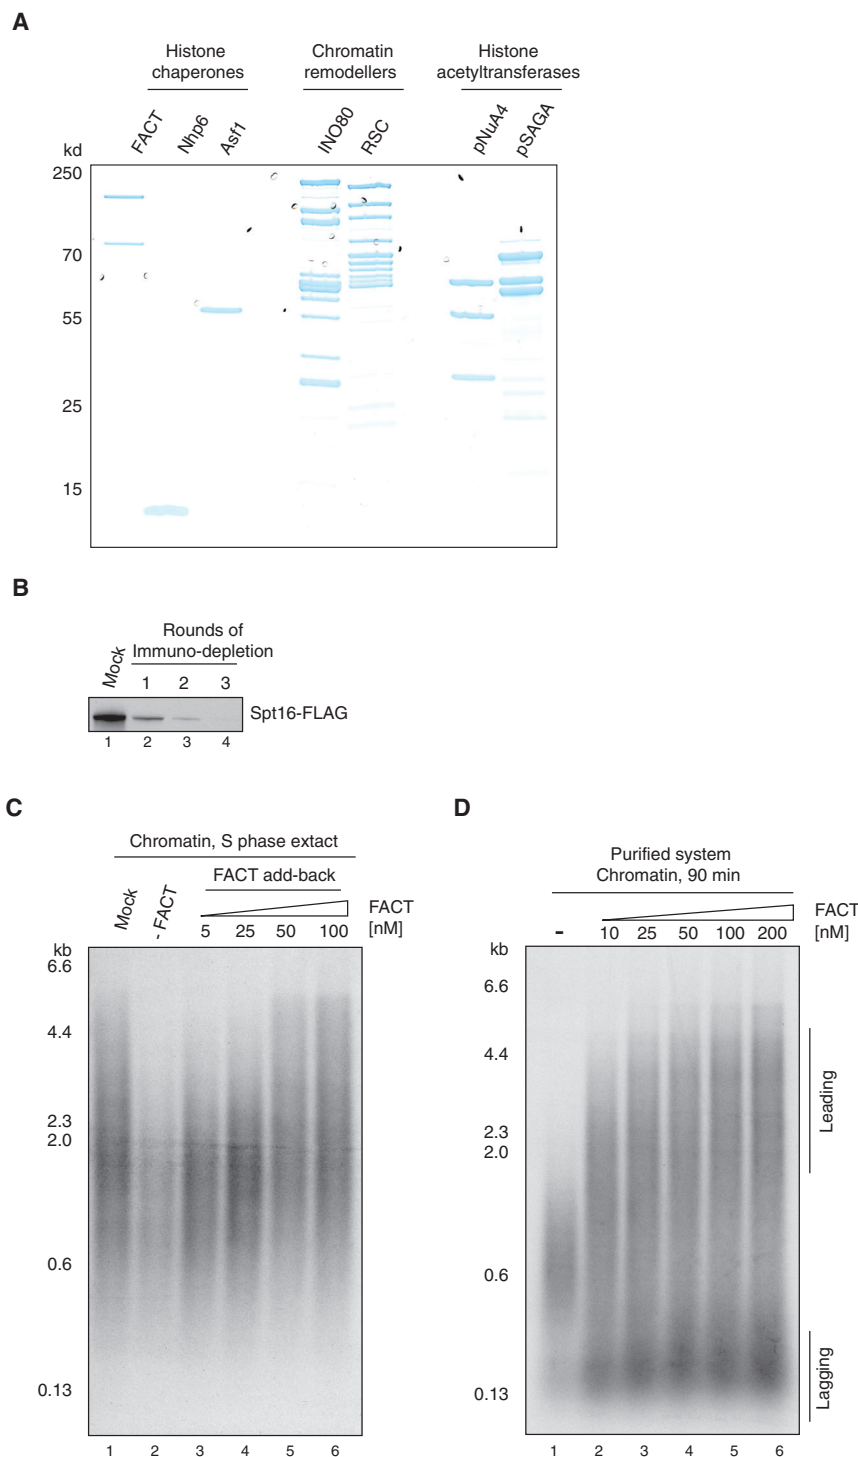 A
Histone chaperones
Chromatin remodellers
Histone acetyltransferases
FACT
Nhp6
Asf1
INO80
RSC
pNuA4
pSAGA
kd
250
70
55
25
15
B
Rounds of
Immuno-depletion
Mock
1 2 3
Spt16-FLAG
1 2 3 4
C
Chromatin, S phase extact
FACT add-back
Mock
- FACT
5 25 50 100
FACT
[nM]
kb
6.6
4.4
2.3
2.0
0.6
0.13
1 2 3 4 5 6
D
Purified system
Chromatin, 90 min
- 10 25 50 100 200
FACT
[nM]
kb
6.6
4.4
2.3
2.0
0.6
0.13
Leading
Lagging
1 2 3 4 5 6